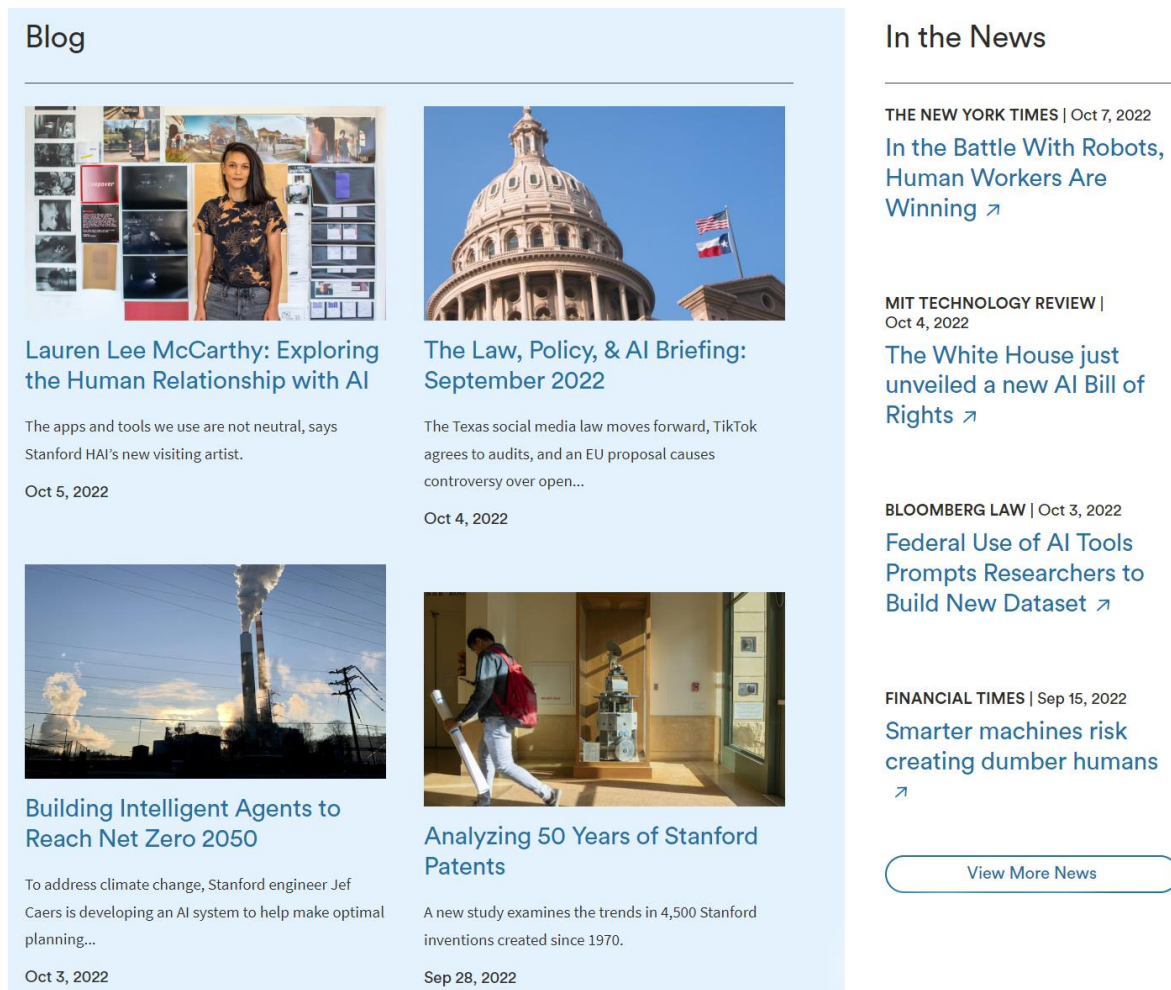 Blog
Lauren Lee McCarthy: Exploring
the Human Relationship with AI
The apps and tools we use are not neutral, says
Stanford HAI's new visiting artist.
Oct 5, 2022
The Law, Policy, & AI Briefing:
September 2022
The Texas social media law moves forward, TikTok
agrees to audits, and an EU proposal causes
controversy over open...
Oct 4, 2022
Building Intelligent Agents to
Reach Net Zero 2050
To address climate change, Stanford engineer Jef
Caers is developing an AI system to help make optimal
planning...
Oct 3, 2022
Analyzing 50 Years of Stanford
Patents
A new study examines the trends in 4,500 Stanford
inventions created since 1970.
Sep 28, 2022
In the News
THE NEW YORK TIMES | Oct 7, 2022
In the Battle With Robots,
Human Workers Are
Winning ↗
MIT TECHNOLOGY REVIEW |
Oct 4, 2022
The White House just
unveiled a new AI Bill of
Rights ↗
BLOOMBERG LAW | Oct 3, 2022
Federal Use of AI Tools
Prompts Researchers to
Build New Dataset ↗
FINANCIAL TIMES | Sep 15, 2022
Smarter machines risk
creating dumber humans
↗
View More News